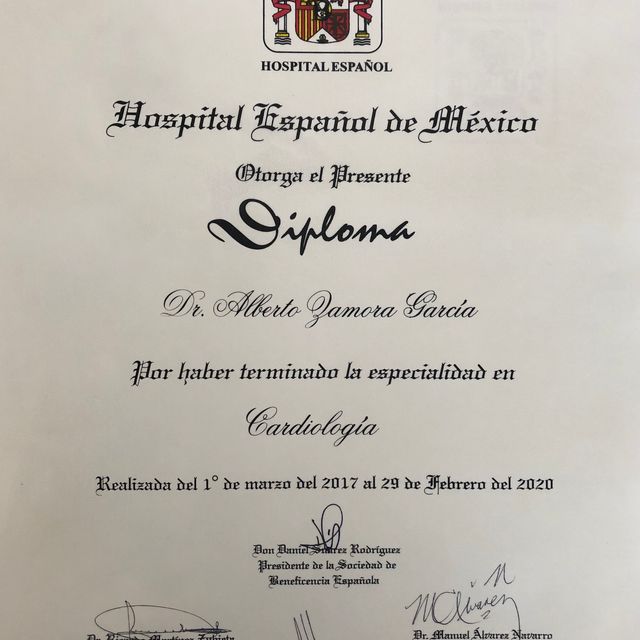 HOSPITAL ESPAÑOL
Hospital Español de México
Otorga el Presente
Diploma
Dr. Alberto Zamora García
Por haber terminado la especialidad en
Cardiología
Realizada del 1° de marzo del 2017 al 29 de Febrero del 2020
Don Daniel Suárez Rodríguez
Presidente de la Sociedad de
Beneficencia Española
Dr. Manuel Álvarez Navarro